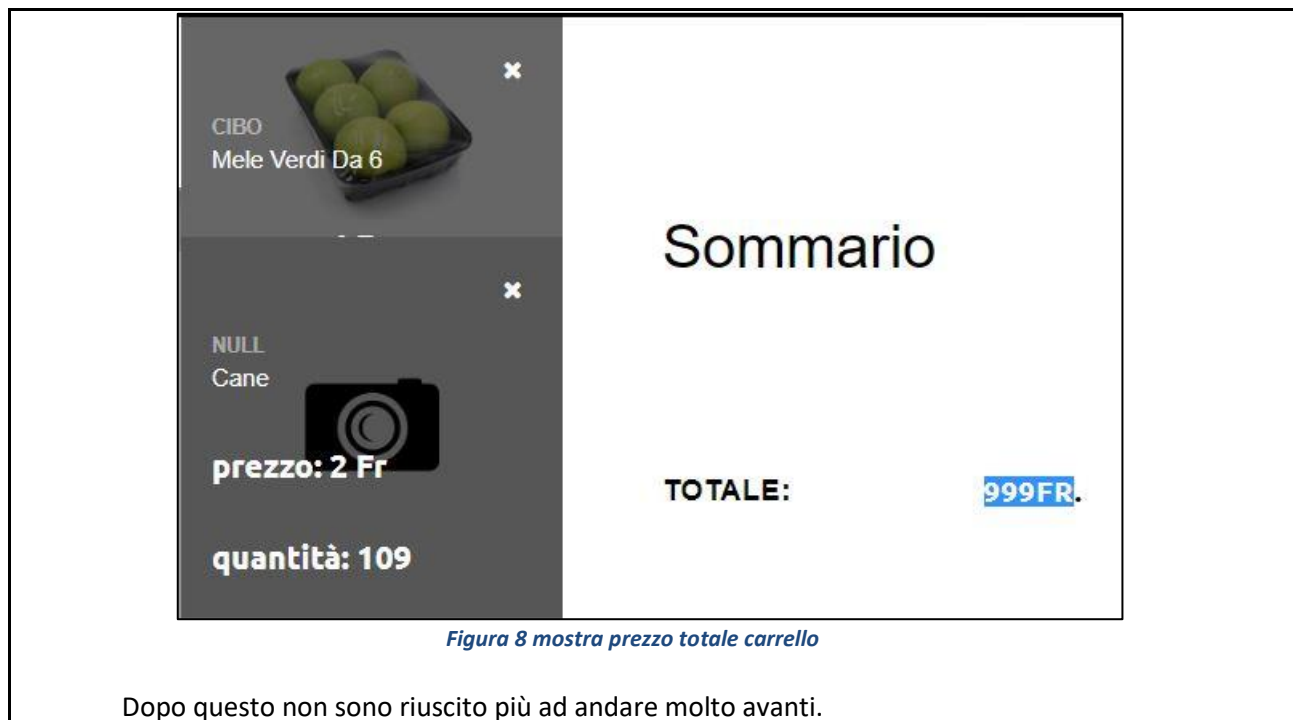 CIBO
Mele Verdi Da 6
NULL
Cane
prezzo: 2 Fr
quantità: 109
Sommario
TOTALE: 999FR.
Figura 8 mostra prezzo totale carrello
Dopo questo non sono riuscito più ad andare molto avanti.